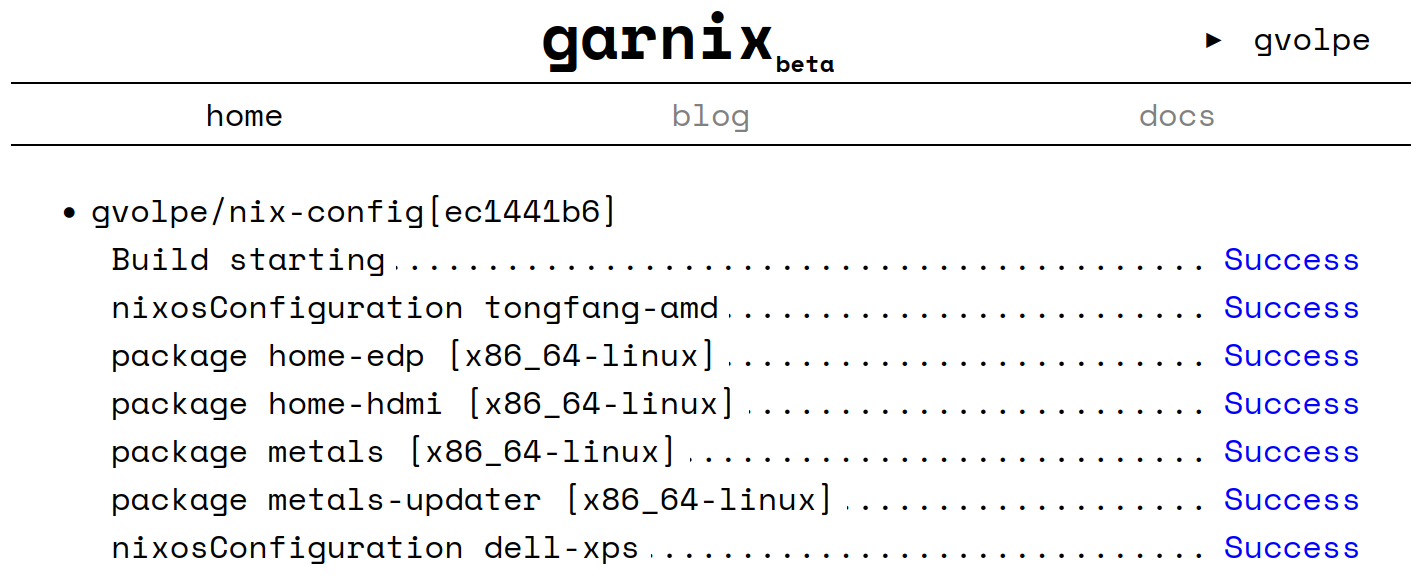 garnix beta
▶ gvolpe
home blog docs
• gvolpe/nix-config[ec1441b6]
Build starting........................................... Success
nixosConfiguration tongfang-amd......................... Success
package home-edp [x86_64-linux]......................... Success
package home-hdmi [x86_64-linux]........................ Success
package metals [x86_64-linux]........................... Success
package metals-updater [x86_64-linux]................... Success
nixosConfiguration dell-xps............................. Success